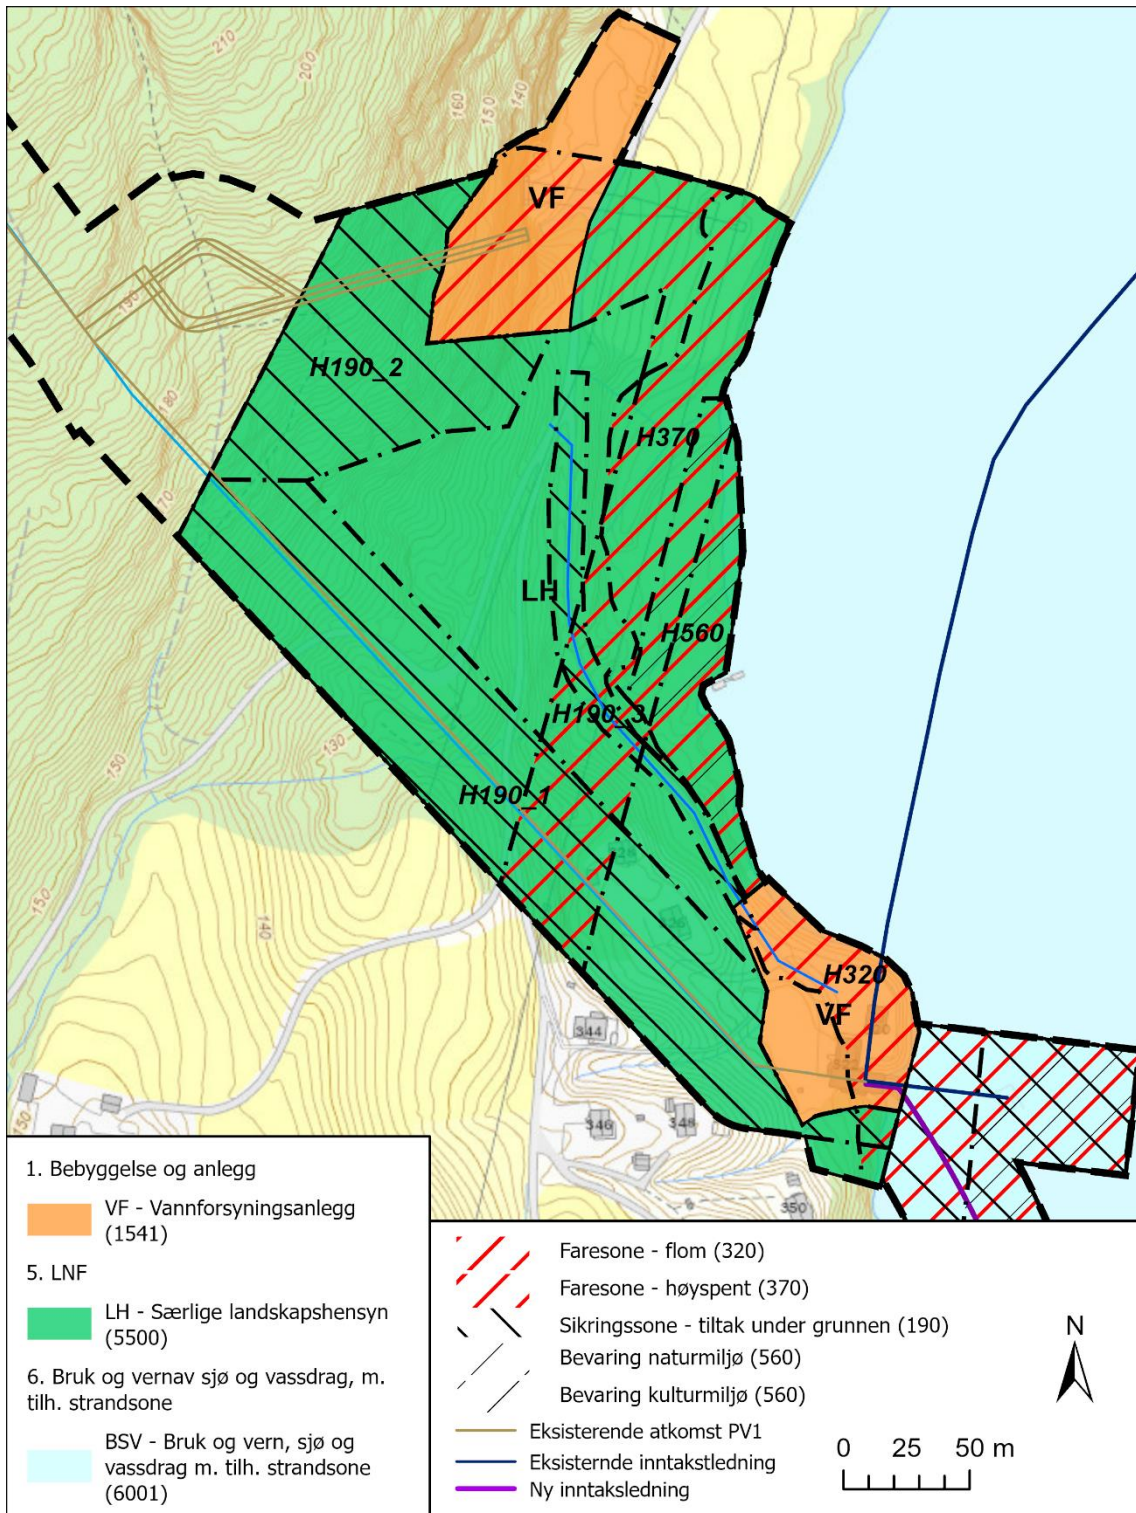 210
200
160
150
140
110
VF
190
H190_2
180
H370
170
LH
H560
H190_3
130
150
H190_1
150
140
H320
VF
344
346
348
350
150
1. Bebyggelse og anlegg
VF - Vannforsyningsanlegg
(1541)
5. LNF
LH - Særlige landskapshensyn
(5500)
6. Bruk og vernav sjø og vassdrag, m.
tilh. strandsone
BSV - Bruk og vern, sjø og
vassdrag m. tilh. strandsone
(6001)
Faresone - flom (320)
Faresone - høyspent (370)
Sikringssone - tiltak under grunnen (190)
Bevaring naturmiljø (560)
Bevaring kulturmiljø (560)
Eksisterende atkomst PV1
Eksisternde inntakstledning
Ny inntaksledning
N
0 25 50 m